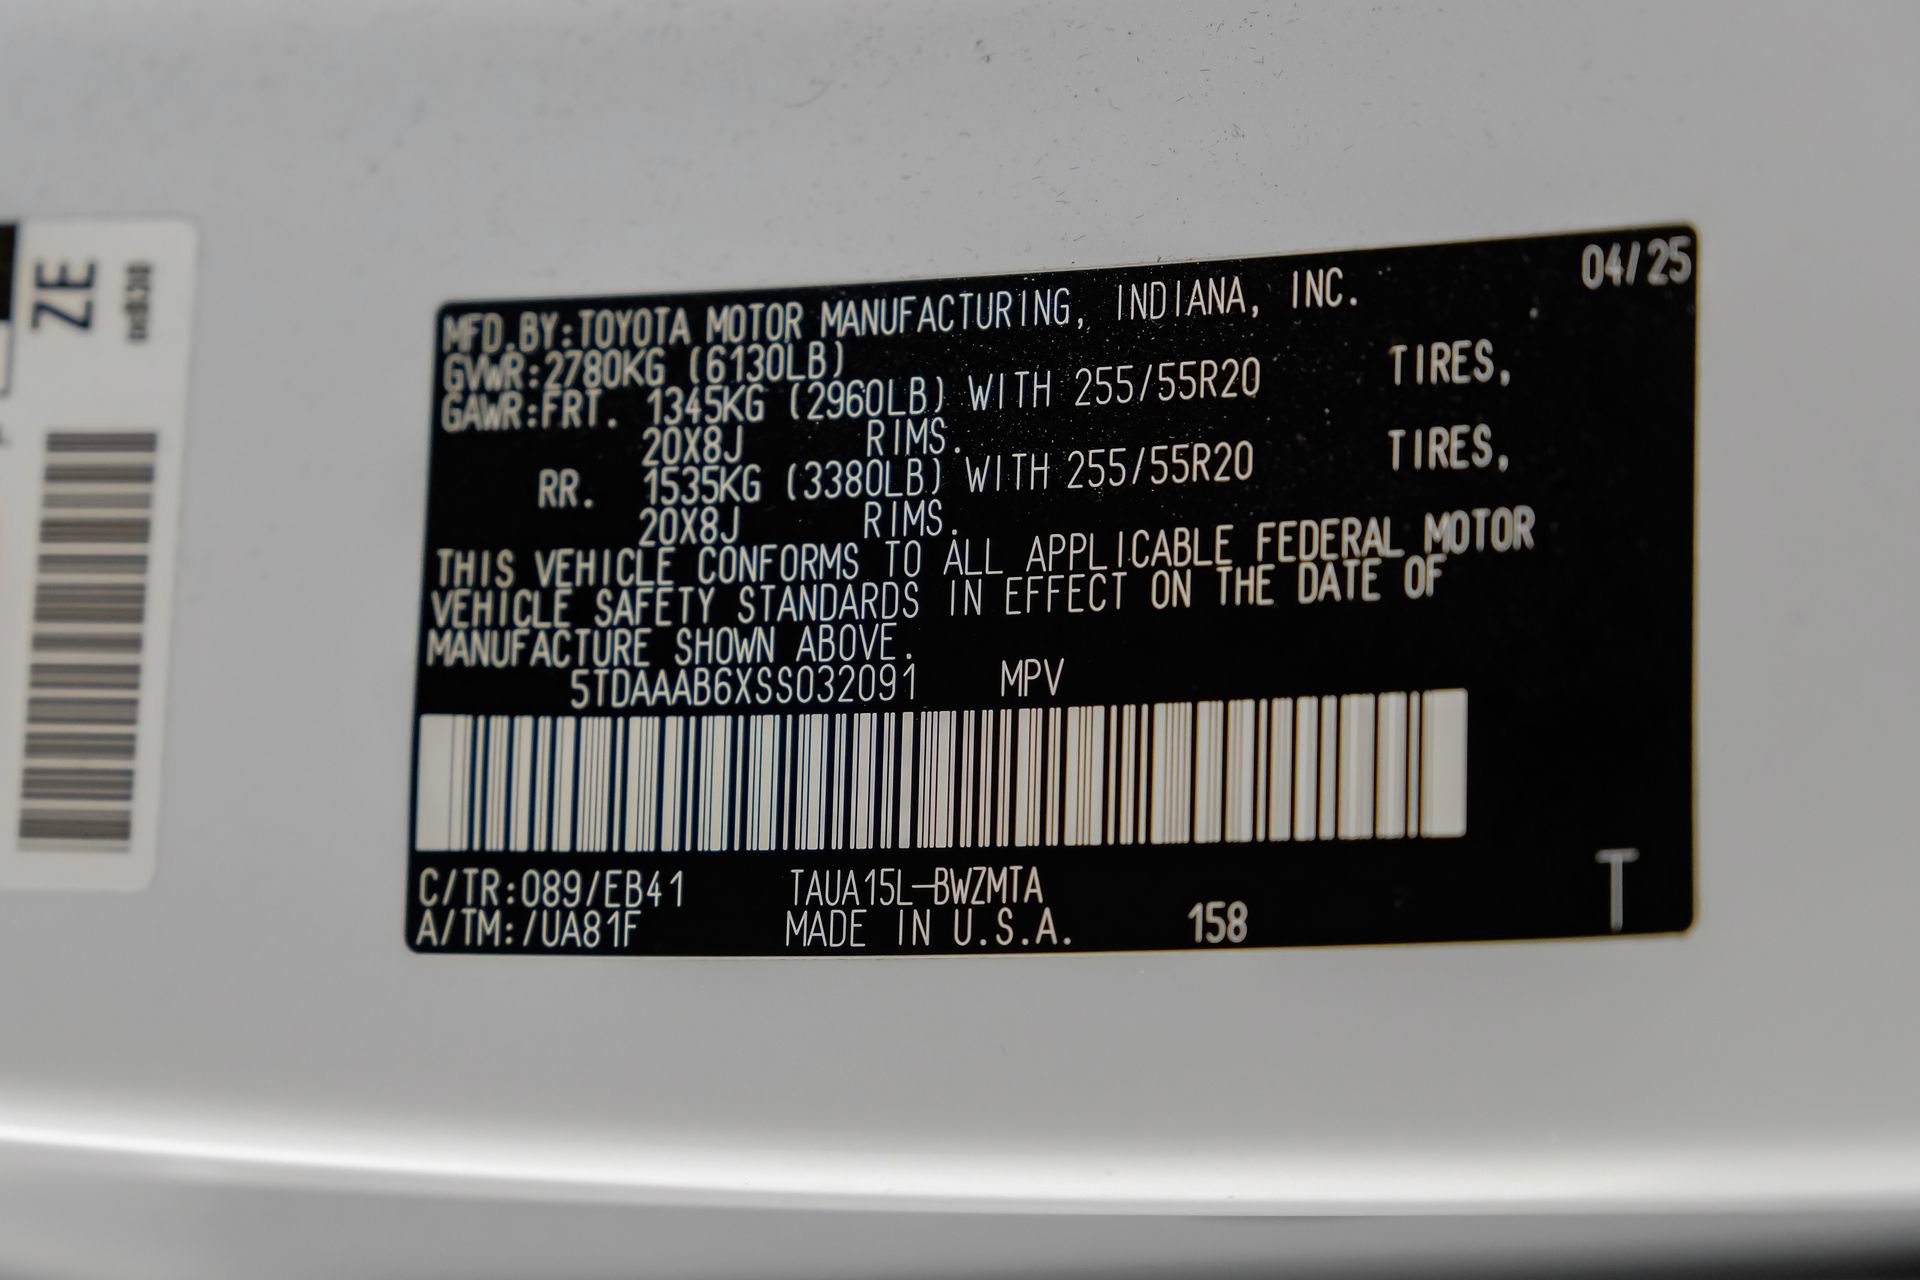 ZE
04/25
MFD.BY:TOYOTA MOTOR MANUFACTURING, INDIANA, INC.
GVWR:2780KG (6130LB)
GAWR:FRT. 1345KG (2960LB) WITH 255/55R20 TIRES,
20X8J RIMS.
RR. 1535KG (3380LB) WITH 255/55R20 TIRES,
20X8J RIMS.
THIS VEHICLE CONFORMS TO ALL APPLICABLE FEDERAL MOTOR
VEHICLE SAFETY STANDARDS IN EFFECT ON THE DATE OF
MANUFACTURE SHOWN ABOVE.
5TDAAAB6XSS032091 MPV
C/TR:089/EB41 TAUA15L-BWZMTA
A/TM:/UA81F MADE IN U.S.A. 158 T